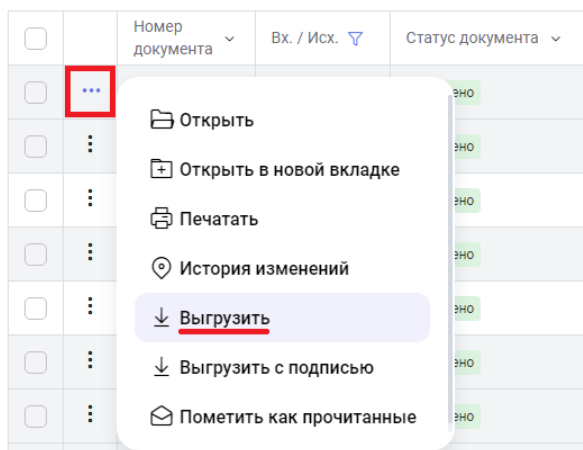 Номер
документа
Вх. / Исх.
Статус документа
Открыть
Открыть в новой вкладке
Печатать
История изменений
Выгрузить
Выгрузить с подписью
Пометить как прочитанные